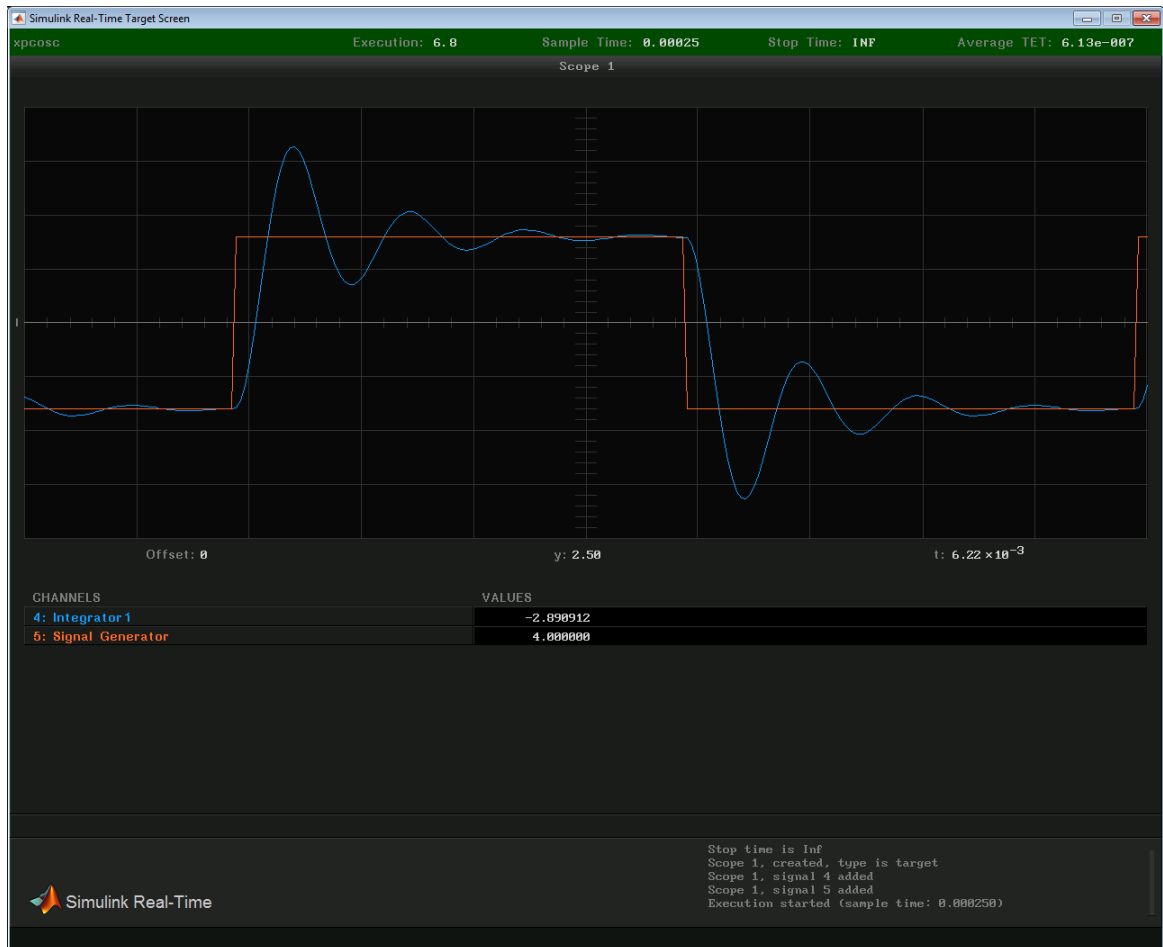 Simulink Real-Time Target Screen
xpcosc Execution: 6.8 Sample Time: 0.00025 Stop Time: INF Average TET: 6.13e-007
Scope 1
Offset: 0 y: 2.50 t: 6.22 ×10⁻³
CHANNELS VALUES
4: Integrator1 -2.890912
5: Signal Generator 4.000000
Stop time is Inf
Scope 1, created, type is target
Scope 1, signal 4 added
Scope 1, signal 5 added
Execution started (sample time: 0.000250)
Simulink Real-Time